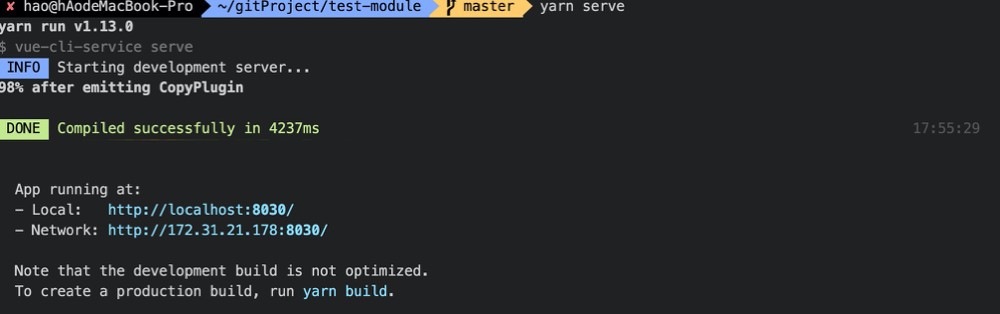 ✘ hao@hAodeMacBook-Pro ~/gitProject/test-module master yarn serve
yarn run v1.13.0
$ vue-cli-service serve
INFO Starting development server...
98% after emitting CopyPlugin
DONE Compiled successfully in 4237ms 17:55:29
App running at:
- Local: http://localhost:8030/
- Network: http://172.31.21.178:8030/
Note that the development build is not optimized.
To create a production build, run yarn build.